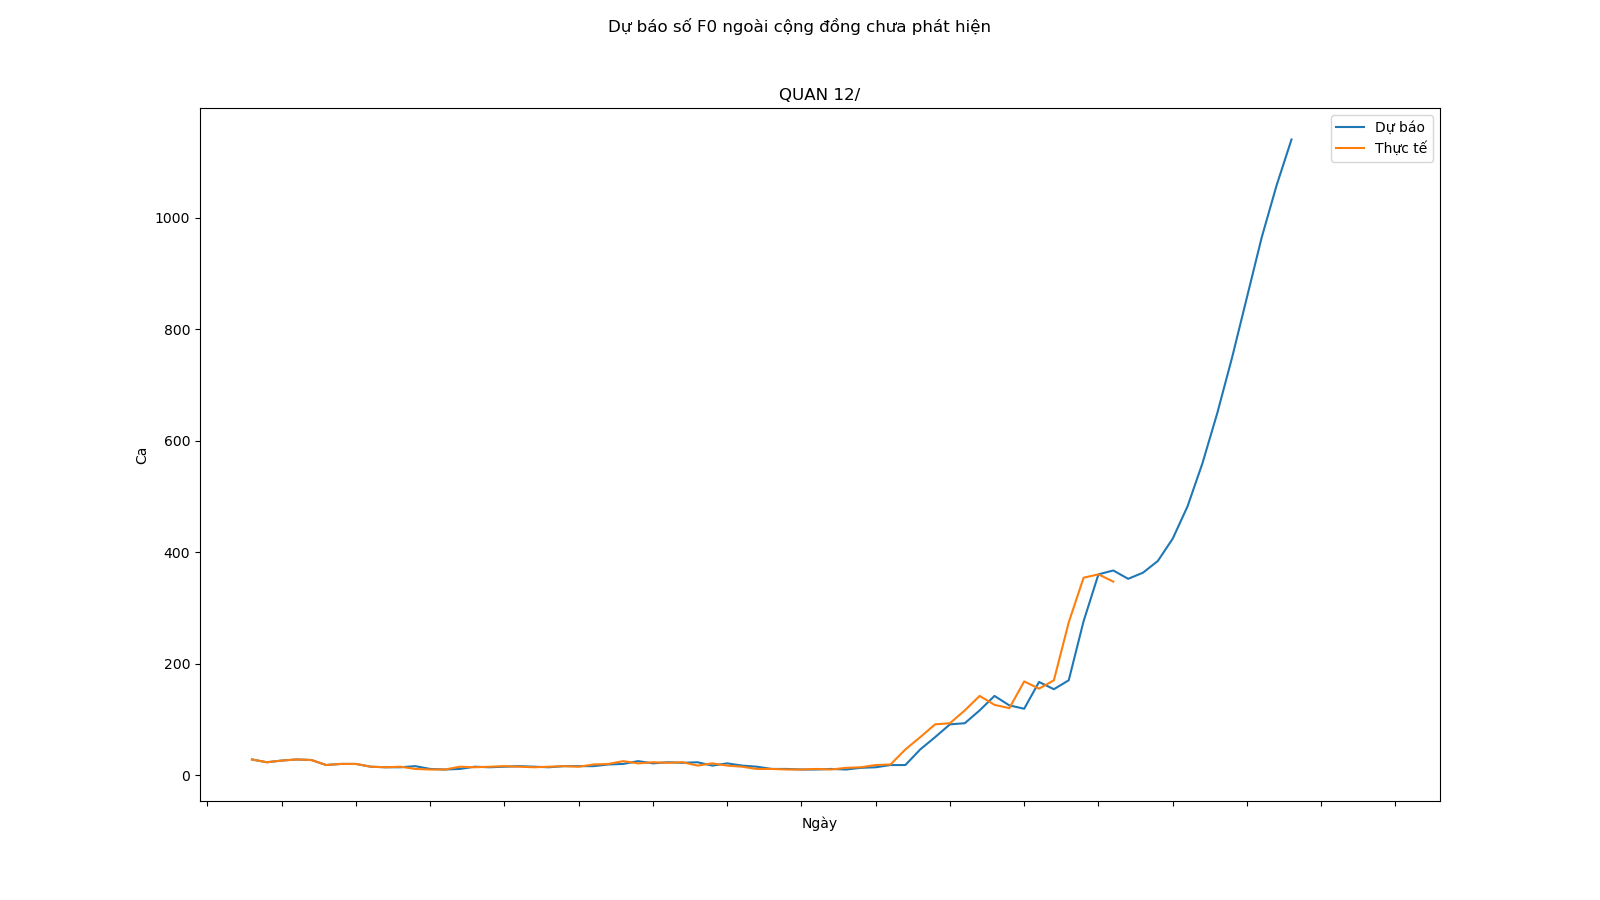 Dự báo số F0 ngoài cộng đồng chưa phát hiện
QUAN 12/
Dự báo
Thực tế
1000
800
600
400
200
0
Ca
Ngày